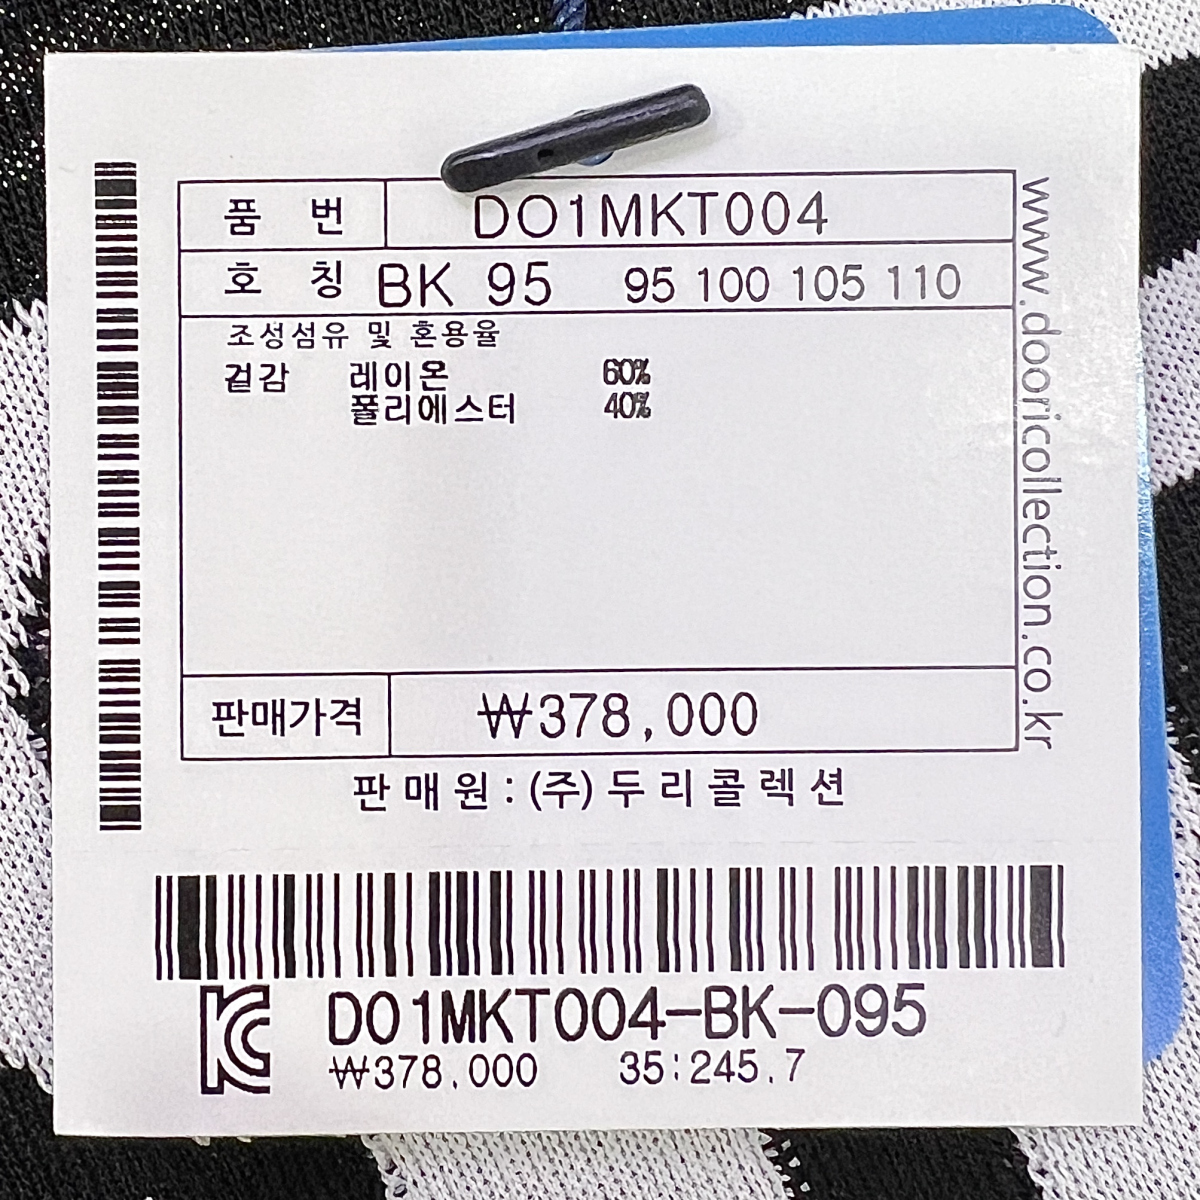 품 번 DO1MKT004
호 칭 BK 95 95 100 105 110
조성섬유 및 혼용율
겉감 레이온 60%
폴리에스터 40%
판매가격 ₩378,000
판매원 : (주)두리콜렉션
www.dooricollection.co.kr
DO1MKT004-BK-095
₩378,000 35:245.7